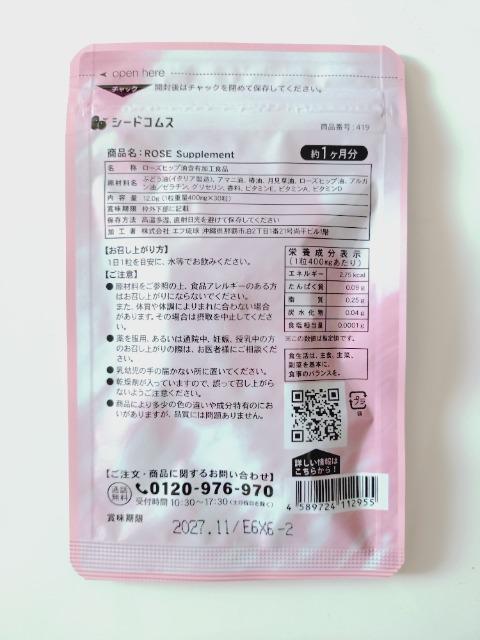 open here
チャック 開封後はチャックを閉めて保存してください。
シードコムス
商品番号:419
商品名:ROSE Supplement 約1ヶ月分
名 称 ローズヒップ油含有加工食品
原材料名 ぶどう油(イタリア製造)、アマニ油、椿油、月見草油、ローズヒップ油、アルガン油/ゼラチン、グリセリン、香料、ビタミンE、ビタミンA、ビタミンD
内 容 量 12.0g(1粒重量400mg×30粒)
賞味期限 枠外下部に記載
保存方法 高温多湿、直射日光を避けて保存してください
加 工 者 株式会社 エフ琉球 沖縄県那覇市泊2丁目1番地21号尚平ビル1階
【お召し上がり方】
1日1粒を目安に、水等でお飲みください。
【ご注意】
●原材料をご参照の上、食品アレルギーのある方
はお召し上がりにならないでください。
また、体質や体調によりまれに合わない場合
があります。その場合は摂取を中止してくださ
い。
●薬を服用、あるいは通院中、妊娠、授乳中の方
のお召し上がりの際は、お医者様にご相談くだ
さい。
●乳幼児の手の届かない所に置いてください。
●乾燥剤が入っていますので、誤って召し上がら
ないようご注意ください。
●商品により多少の色の違いや成分特有のにお
いがありますが、品質には問題ありません。
栄養成分表示
(1粒400mgあたり)
エネルギー 2.75 kcal
たんぱく質 0.09 g
脂 質 0.25 g
炭水化物 0.04 g
食塩相当量 0.0001 g
※この数値は推定値です。
食生活は、主食、主菜、
副菜を基本に、
食事のバランスを。
プラ
袋
詳しい情報は
こちらから!
【ご注文・商品に関するお問い合わせ】
通話無料 0120-976-970
受付時間 10:30〜17:30(土日祝日を除く)
4 589724 112955
賞味期限 2027.11/E6X6-2